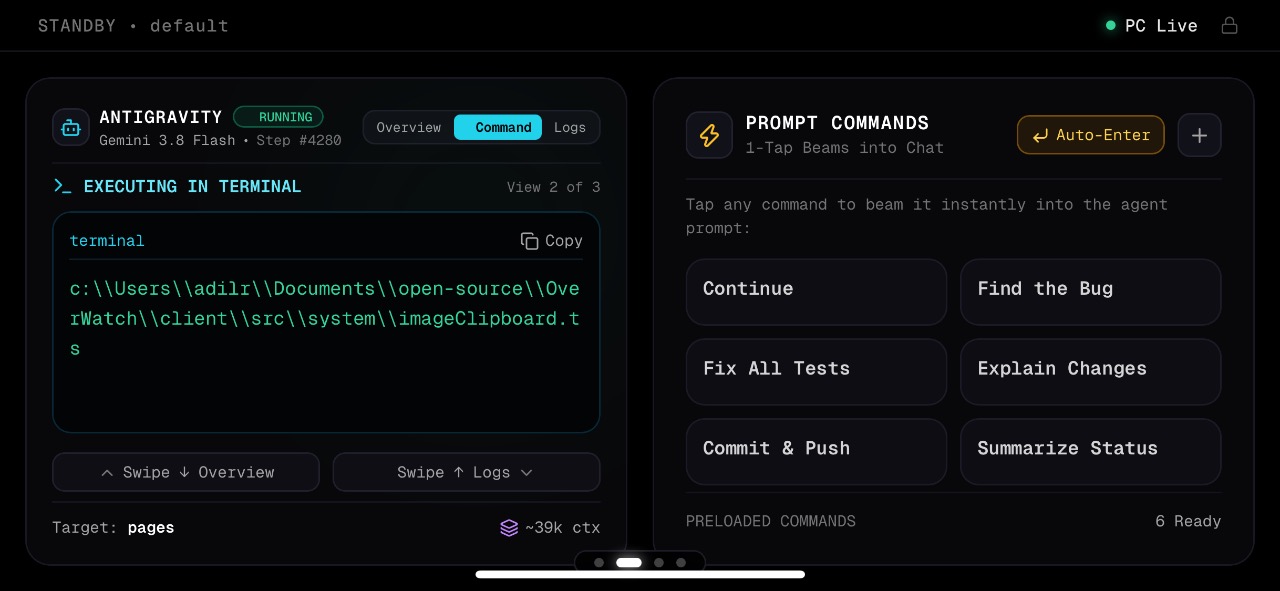 STANDBY • default
PC Live
ANTIGRAVITY RUNNING
Gemini 3.8 Flash • Step #4280
Overview Command Logs
EXECUTING IN TERMINAL
View 2 of 3
terminal
Copy
c:\\Users\\adilr\\Documents\\open-source\\Ove
rWatch\\client\\src\\system\\imageClipboard.t
s
Swipe ↓ Overview
Swipe ↑ Logs
Target: pages
~39k ctx
PROMPT COMMANDS
1-Tap Beams into Chat
Auto-Enter
Tap any command to beam it instantly into the agent
prompt:
Continue
Find the Bug
Fix All Tests
Explain Changes
Commit & Push
Summarize Status
PRELOADED COMMANDS
6 Ready